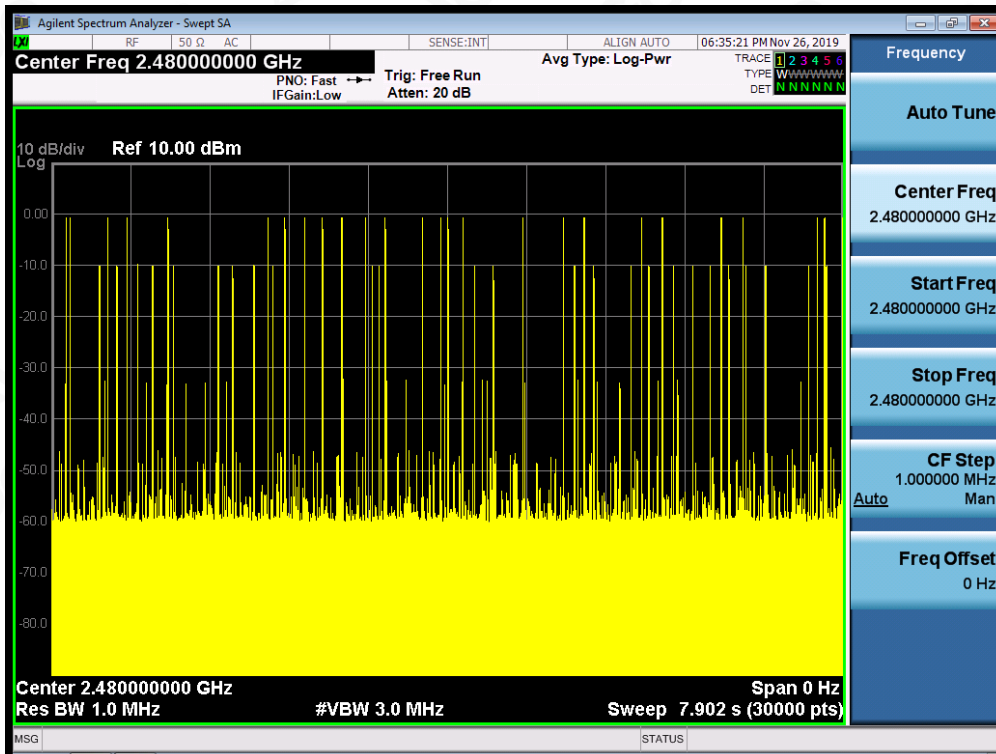 Agilent Spectrum Analyzer - Swept SA
LXI RF 50 Ω AC SENSE:INT ALIGN AUTO 06:35:21 PM Nov 26, 2019
Center Freq 2.480000000 GHz
PNO: Fast
IFGain:Low
Trig: Free Run
Atten: 20 dB
Avg Type: Log-Pwr
TRACE 1 2 3 4 5 6
TYPE WWWWWWW
DET N N N N N N
10 dB/div Ref 10.00 dBm
Log
0.00
-10.0
-20.0
-30.0
-40.0
-50.0
-60.0
-70.0
-80.0
Center 2.480000000 GHz
Span 0 Hz
Res BW 1.0 MHz
#VBW 3.0 MHz
Sweep 7.902 s (30000 pts)
MSG
STATUS
Frequency
Auto Tune
Center Freq
2.480000000 GHz
Start Freq
2.480000000 GHz
Stop Freq
2.480000000 GHz
CF Step
1.000000 MHz
Auto Man
Freq Offset
0 Hz